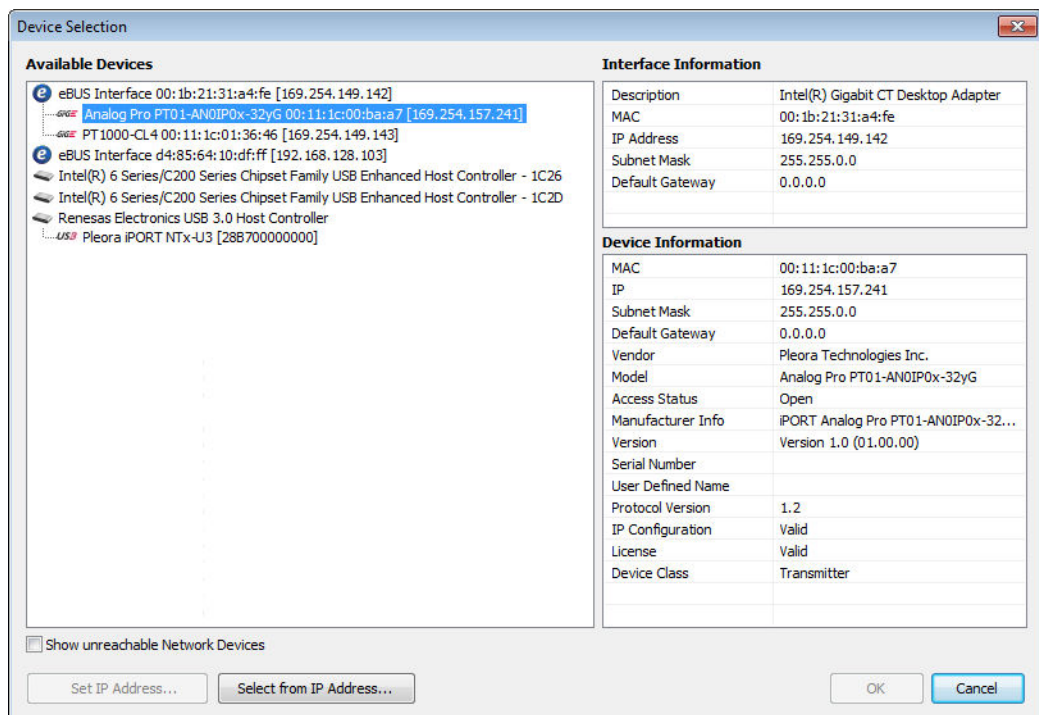 Device Selection
Available Devices
eBUS Interface 00:1b:21:31:a4:fe [169.254.149.142]
GIGE Analog Pro PT01-AN0IP0x-32yG 00:11:1c:00:ba:a7 [169.254.157.241]
GIGE PT1000-CL4 00:11:1c:01:36:46 [169.254.149.143]
eBUS Interface d4:85:64:10:df:ff [192.168.128.103]
Intel(R) 6 Series/C200 Series Chipset Family USB Enhanced Host Controller - 1C26
Intel(R) 6 Series/C200 Series Chipset Family USB Enhanced Host Controller - 1C2D
Renesas Electronics USB 3.0 Host Controller
USB Pleora iPORT NTx-U3 [28B700000000]
Show unreachable Network Devices
Set IP Address...
Select from IP Address...
Interface Information
Description Intel(R) Gigabit CT Desktop Adapter
MAC 00:1b:21:31:a4:fe
IP Address 169.254.149.142
Subnet Mask 255.255.0.0
Default Gateway 0.0.0.0
Device Information
MAC 00:11:1c:00:ba:a7
IP 169.254.157.241
Subnet Mask 255.255.0.0
Default Gateway 0.0.0.0
Vendor Pleora Technologies Inc.
Model Analog Pro PT01-AN0IP0x-32yG
Access Status Open
Manufacturer Info iPORT Analog Pro PT01-AN0IP0x-32...
Version Version 1.0 (01.00.00)
Serial Number
User Defined Name
Protocol Version 1.2
IP Configuration Valid
License Valid
Device Class Transmitter
OK
Cancel